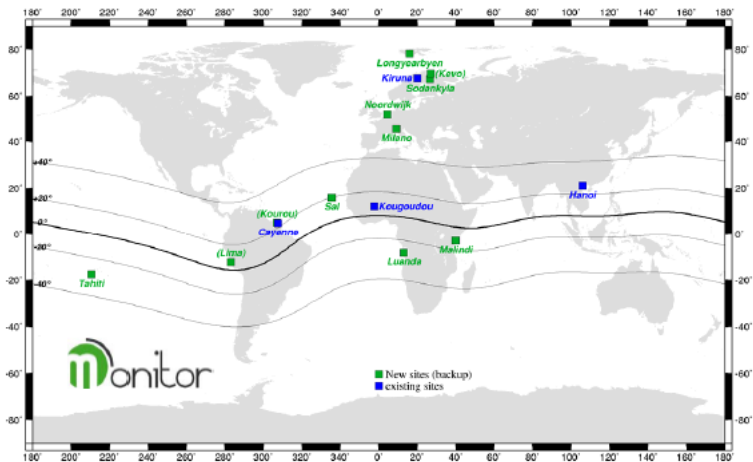 180˚ 200˚ 220˚ 240˚ 260˚ 280˚ 300˚ 320˚ 340˚ 0˚ 20˚ 40˚ 60˚ 80˚ 100˚ 120˚ 140˚ 160˚ 180˚
80˚ 80˚
Longyearbyen
(Kevo)
Kiruna
Sodankyla
60˚ 60˚
Noordwijk
Milano
40˚ 40˚
+40°
20˚ 20˚
Hanoi
+20°
Sal
Kougoudou
(Kourou)
Cayenne
0° 
0˚ 0˚
-20°
Malindi
(Lima)
Luanda
-20˚ -20˚
Tahiti
-40°
-40˚ -40˚
monitor
-60˚ -60˚
New sites (backup)
existing sites
-80˚ -80˚
180˚ 200˚ 220˚ 240˚ 260˚ 280˚ 300˚ 320˚ 340˚ 0˚ 20˚ 40˚ 60˚ 80˚ 100˚ 120˚ 140˚ 160˚ 180˚